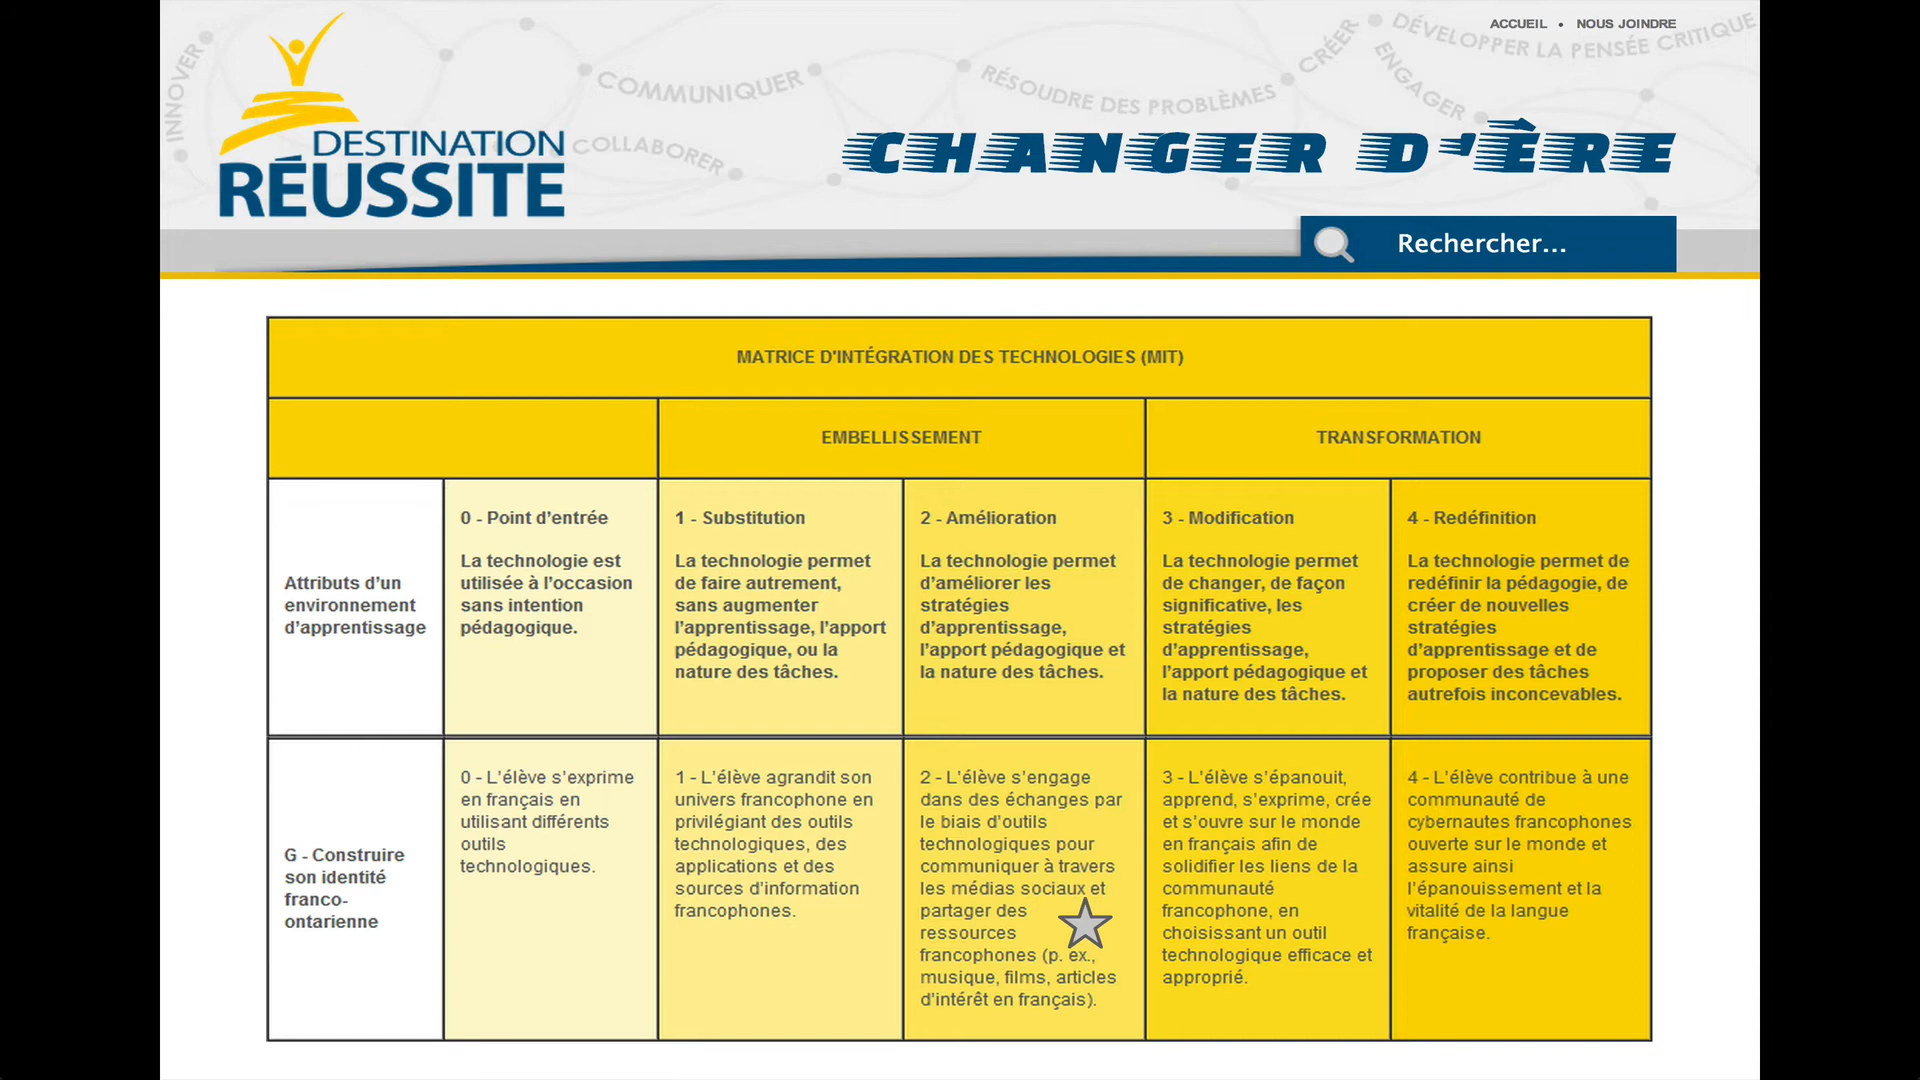 ACCUEIL • NOUS JOINDRE
INNOVER
COMMUNIQUER
COLLABORER
RÉSOUDRE DES PROBLÈMES
CRÉER
ENGAGER
DÉVELOPPER LA PENSÉE CRITIQUE
DESTINATION
RÉUSSITE
CHANGER D'ÈRE
Rechercher...
MATRICE D'INTÉGRATION DES TECHNOLOGIES (MIT)
EMBELLISSEMENT
TRANSFORMATION
Attributs d’un
environnement
d’apprentissage
0 - Point d’entrée
La technologie est
utilisée à l’occasion
sans intention
pédagogique.
1 - Substitution
La technologie permet
de faire autrement,
sans augmenter
l’apprentissage, l’apport
pédagogique, ou la
nature des tâches.
2 - Amélioration
La technologie permet
d’améliorer les
stratégies
d’apprentissage,
l’apport pédagogique et
la nature des tâches.
3 - Modification
La technologie permet
de changer, de façon
significative, les
stratégies
d’apprentissage,
l’apport pédagogique et
la nature des tâches.
4 - Redéfinition
La technologie permet de
redéfinir la pédagogie, de
créer de nouvelles
stratégies
d’apprentissage et de
proposer des tâches
autrefois inconcevables.
G - Construire
son identité
franco-
ontarienne
0 - L’élève s’exprime
en français en
utilisant différents
outils
technologiques.
1 - L’élève agrandit son
univers francophone en
privilégiant des outils
technologiques, des
applications et des
sources d’information
francophones.
2 - L’élève s’engage
dans des échanges par
le biais d’outils
technologiques pour
communiquer à travers
les médias sociaux et
partager des
ressources
francophones (p. ex.,
musique, films, articles
d’intérêt en français).
3 - L’élève s’épanouit,
apprend, s’exprime, crée
et s’ouvre sur le monde
en français afin de
solidifier les liens de la
communauté
francophone, en
choisissant un outil
technologique efficace et
approprié.
4 - L’élève contribue à une
communauté de
cybernautes francophones
ouverte sur le monde et
assure ainsi
l’épanouissement et la
vitalité de la langue
française.